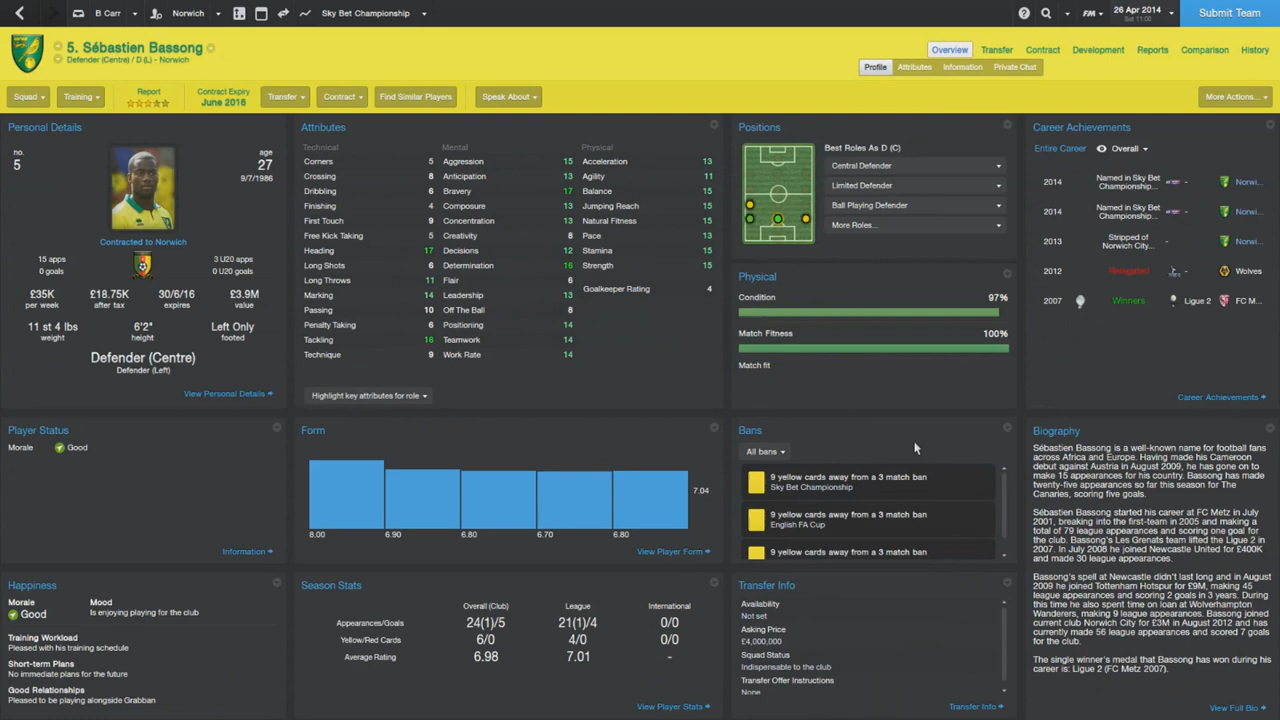 B Carr
Norwich
Sky Bet Championship
FM
26 Apr 2014
Sat 11:00
Submit Team
5. Sébastien Bassong
Defender (Centre) / D (L) - Norwich
Overview
Transfer
Contract
Development
Reports
Comparison
History
Profile
Attributes
Information
Private Chat
Squad
Training
Report
Contract Expiry
June 2016
Transfer
Contract
Find Similar Players
Speak About
More Actions...
Personal Details
no.
5
age
27
9/7/1986
Contracted to Norwich
15 apps
0 goals
3 U20 apps
0 U20 goals
£35K
per week
£18.75K
after tax
30/6/16
expires
£3.9M
value
11 st 4 lbs
weight
6'2"
height
Left Only
footed
Defender (Centre)
Defender (Left)
View Personal Details
Attributes
Technical
Corners 5
Crossing 8
Dribbling 6
Finishing 4
First Touch 9
Free Kick Taking 5
Heading 17
Long Shots 6
Long Throws 11
Marking 14
Passing 10
Penalty Taking 6
Tackling 16
Technique 9
Mental
Aggression 15
Anticipation 13
Bravery 17
Composure 13
Concentration 13
Creativity 8
Decisions 12
Determination 16
Flair 6
Leadership 13
Off The Ball 8
Positioning 14
Teamwork 14
Work Rate 14
Physical
Acceleration 13
Agility 11
Balance 15
Jumping Reach 15
Natural Fitness 15
Pace 13
Stamina 15
Strength 15
Goalkeeper Rating 4
Highlight key attributes for role
Positions
Best Roles As D (C)
Central Defender
Limited Defender
Ball Playing Defender
More Roles...
Physical
Condition 97%
Match Fitness 100%
Match fit
Career Achievements
Entire Career
Overall
2014 Named in Sky Bet Championship... - Norwi...
2014 Named in Sky Bet Championship... - Norwi...
2013 Stripped of Norwich City... - Norwi...
2012 Relegated - Wolves
2007 Winners Ligue 2 FC M...
Career Achievements
Player Status
Morale Good
Information
Form
7.04
8.00 6.90 6.80 6.70 6.80
View Player Form
Bans
All bans
9 yellow cards away from a 3 match ban
Sky Bet Championship
9 yellow cards away from a 3 match ban
English FA Cup
9 yellow cards away from a 3 match ban
Biography
Sébastien Bassong is a well-known name for football fans
across Africa and Europe. Having made his Cameroon
debut against Austria in August 2009, he has gone on to
make 15 appearances for his country. Bassong has made
twenty-five appearances so far this season for The
Canaries, scoring five goals.
Sébastien Bassong started his career at FC Metz in July
2001, breaking into the first-team in 2005 and making a
total of 79 league appearances and scoring one goal for
the club. Bassong's Les Grenats team lifted the Ligue 2 in
2007. In July 2008 he joined Newcastle United for £400K
and made 30 league appearances.
Bassong's spell at Newcastle didn't last long and in August
2009 he joined Tottenham Hotspur for £9M, making 45
league appearances and scoring 2 goals in 3 years. During
this time he also spent time on loan at Wolverhampton
Wanderers, making 9 league appearances. Bassong joined
current club Norwich City for £3M in August 2012 and has
currently made 56 league appearances and scored 7 goals
for the club.
The single winner's medal that Bassong has won during his
career is: Ligue 2 (FC Metz 2007).
View Full Bio
Happiness
Morale
Good
Mood
Is enjoying playing for the club
Training Workload
Pleased with his training schedule
Short-term Plans
No immediate plans for the future
Good Relationships
Pleased to be playing alongside Grabban
Season Stats
Overall (Club) League International
Appearances/Goals 24(1)/5 21(1)/4 0/0
Yellow/Red Cards 6/0 4/0 0/0
Average Rating 6.98 7.01 -
View Player Stats
Transfer Info
Availability
Not set
Asking Price
£4,000,000
Squad Status
Indispensable to the club
Transfer Offer Instructions
None
Transfer Info